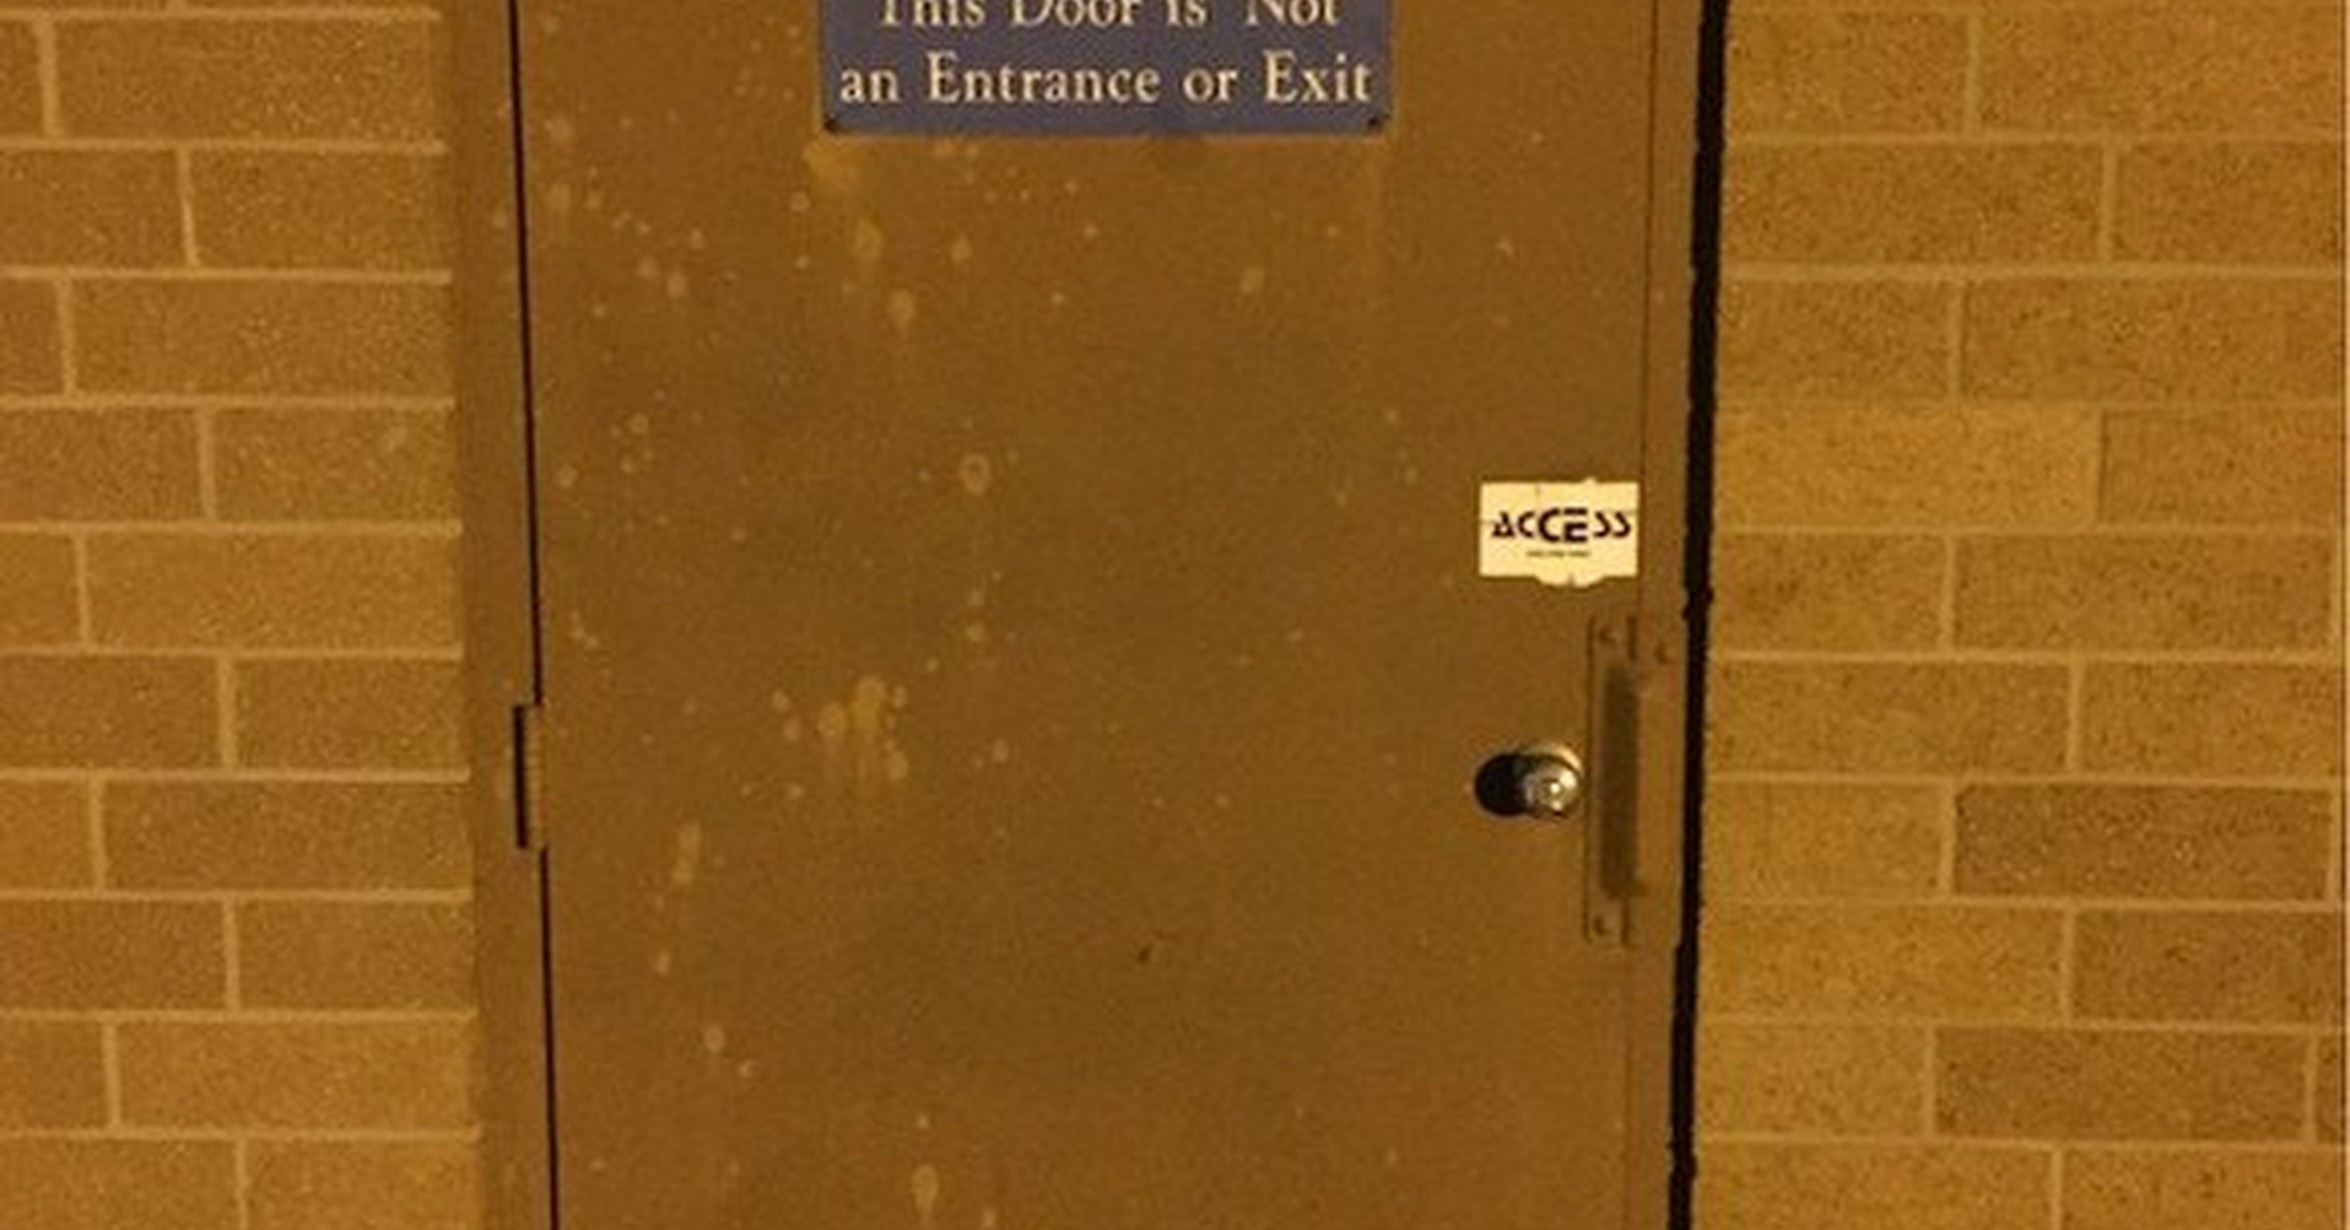 This Door is Not
an Entrance or Exit
ACCESS